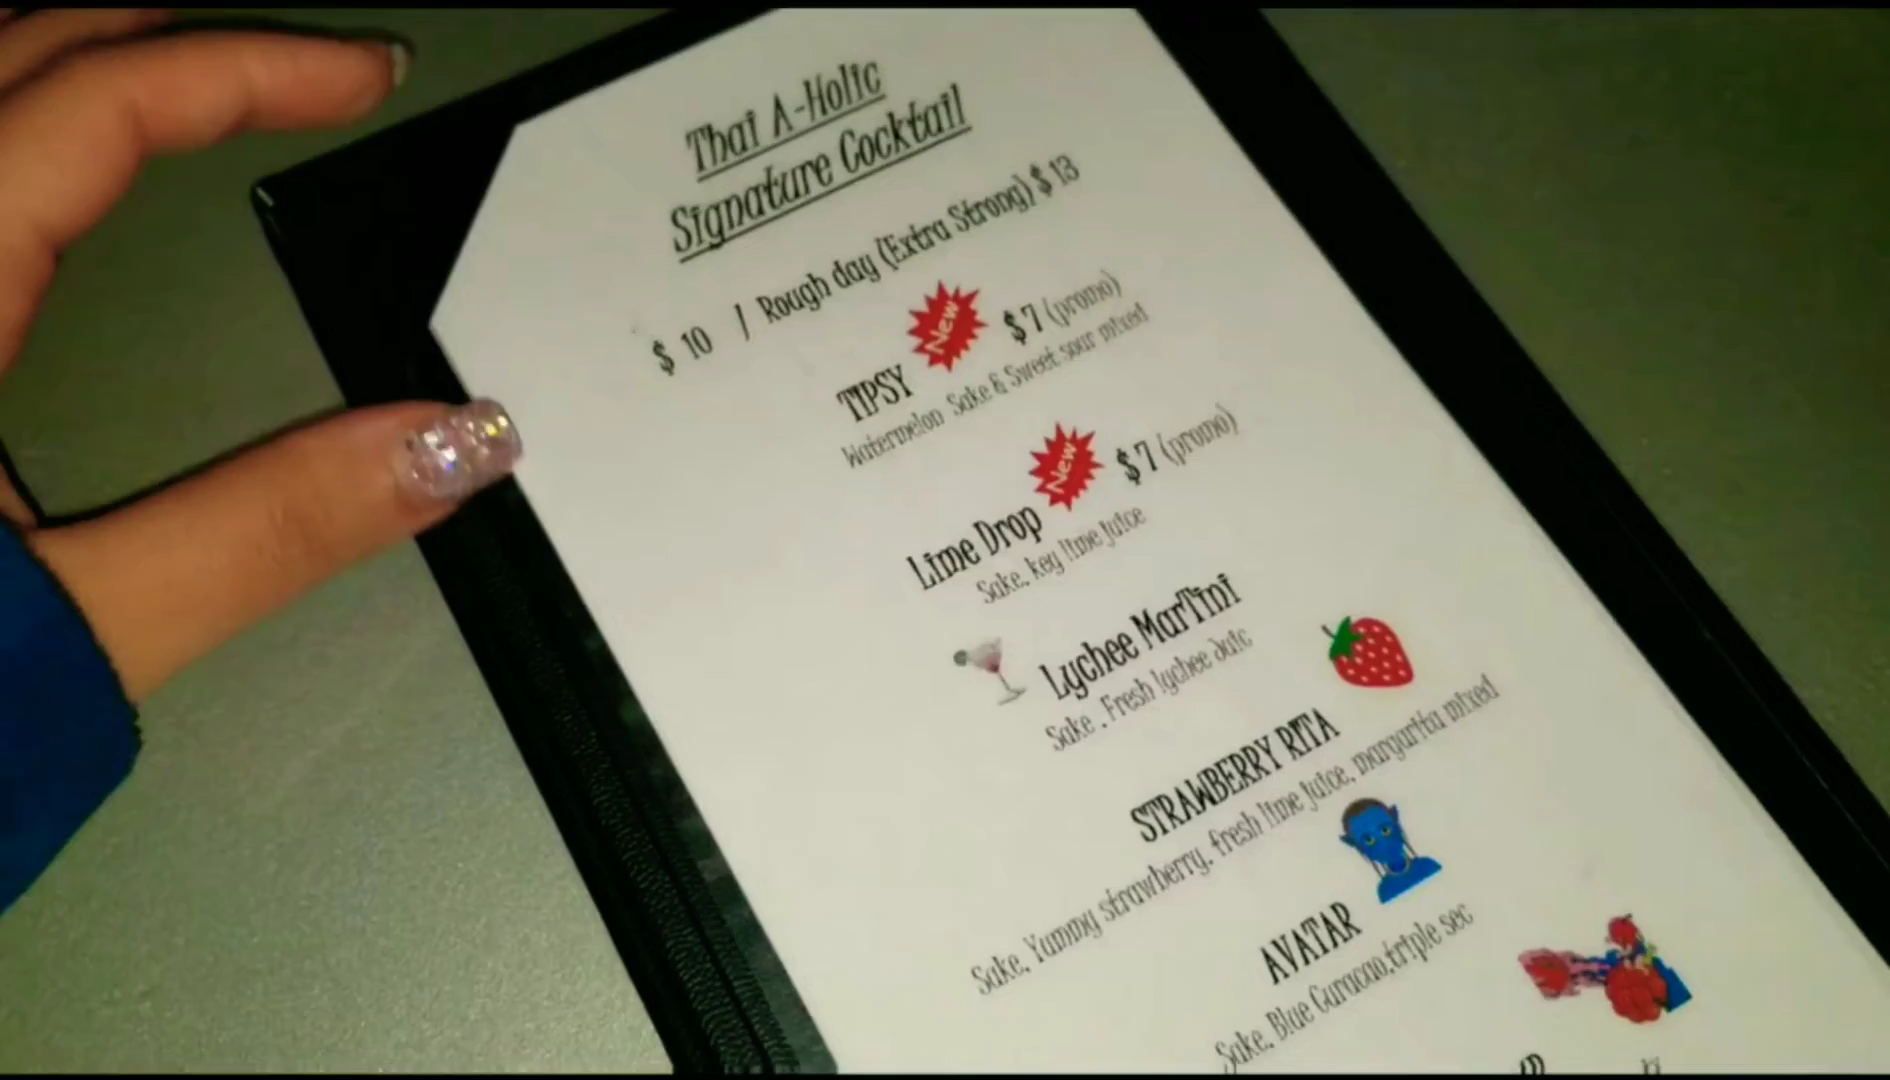 Thai A-Holic
Signature Cocktail
$ 10 / Rough day (Extra Strong) $ 13
TIPSY New $7 (promo)
Watermelon Sake & Sweet sour mixed
Lime Drop New $7 (promo)
Sake, key lime juice
Lychee MarTini
Sake . Fresh lychee
STRAWBERRY RITA
Sake, Yummy strawberry, fresh lime juice, margarita mixed
AVATAR
Sake, Blue Curacao,triple sec